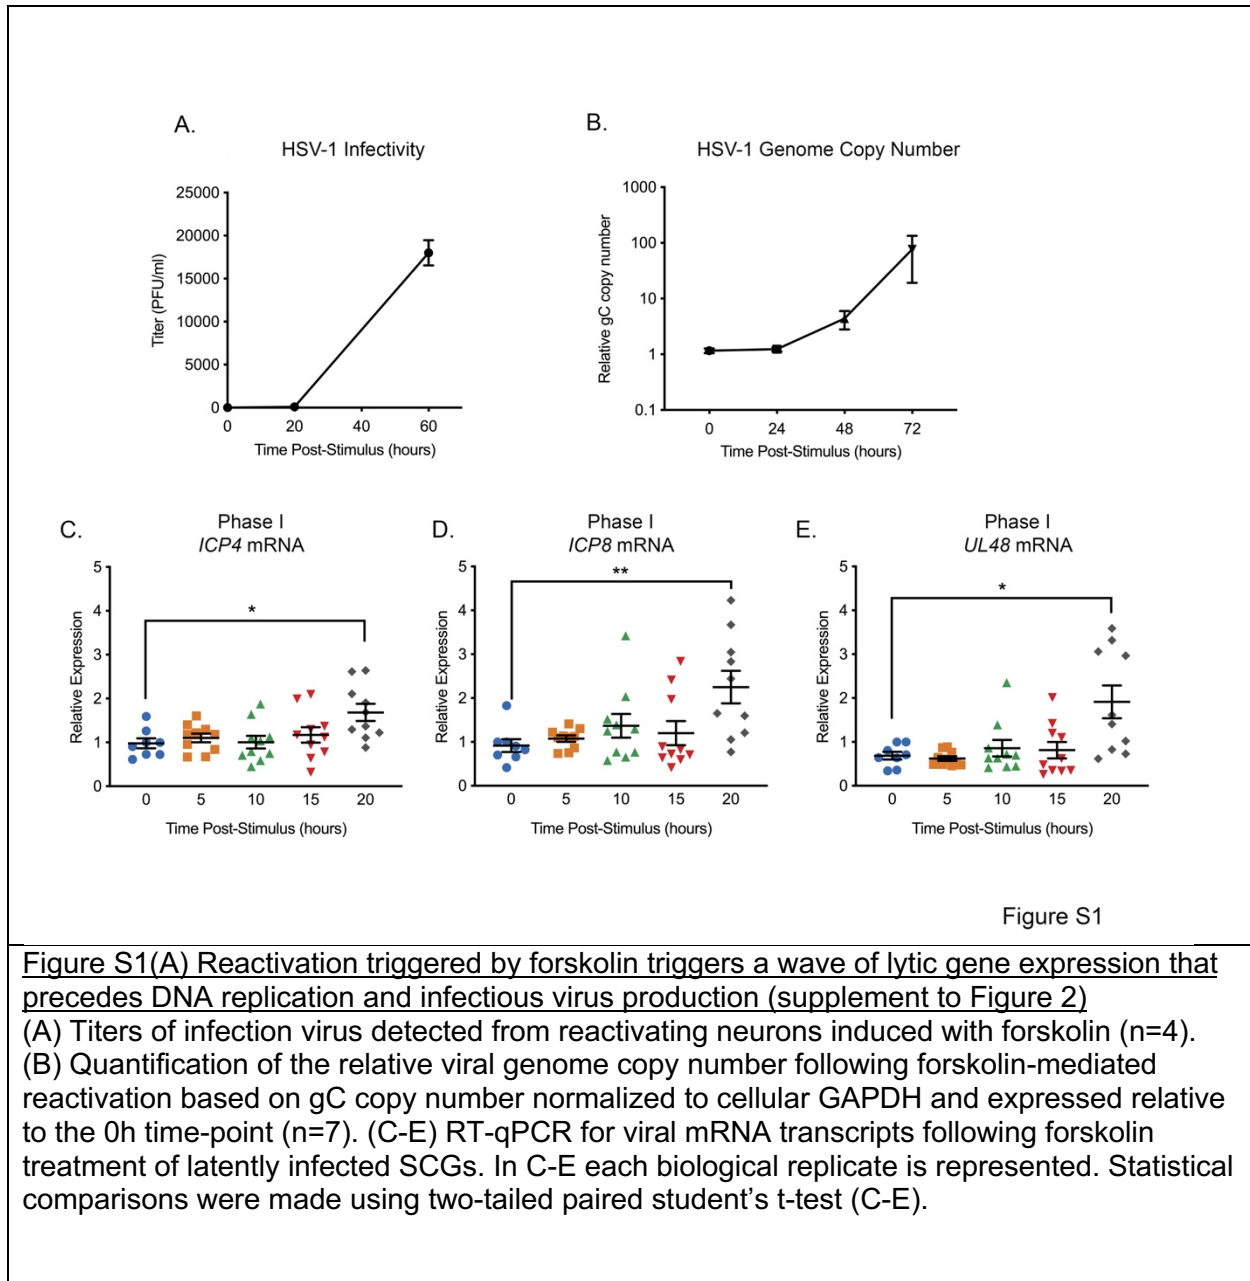 A.
HSV-1 Infectivity
25000
20000
15000
10000
5000
0
Titer (PFU/ml)
0 20 40 60
Time Post-Stimulus (hours)
B.
HSV-1 Genome Copy Number
1000
100
10
1
0.1
Relative gC copy number
0 24 48 72
Time Post-Stimulus (hours)
C.
Phase I
ICP4 mRNA
5
4
3
2
1
0
Relative Expression
*
0 5 10 15 20
Time Post-Stimulus (hours)
D.
Phase I
ICP8 mRNA
5
4
3
2
1
0
Relative Expression
**
0 5 10 15 20
Time Post-Stimulus (hours)
E.
Phase I
UL48 mRNA
5
4
3
2
1
0
Relative Expression
*
0 5 10 15 20
Time Post-Stimulus (hours)
Figure S1
Figure S1(A) Reactivation triggered by forskolin triggers a wave of lytic gene expression that
precedes DNA replication and infectious virus production (supplement to Figure 2)
(A) Titers of infection virus detected from reactivating neurons induced with forskolin (n=4).
(B) Quantification of the relative viral genome copy number following forskolin-mediated
reactivation based on gC copy number normalized to cellular GAPDH and expressed relative
to the 0h time-point (n=7). (C-E) RT-qPCR for viral mRNA transcripts following forskolin
treatment of latently infected SCGs. In C-E each biological replicate is represented. Statistical
comparisons were made using two-tailed paired student’s t-test (C-E).